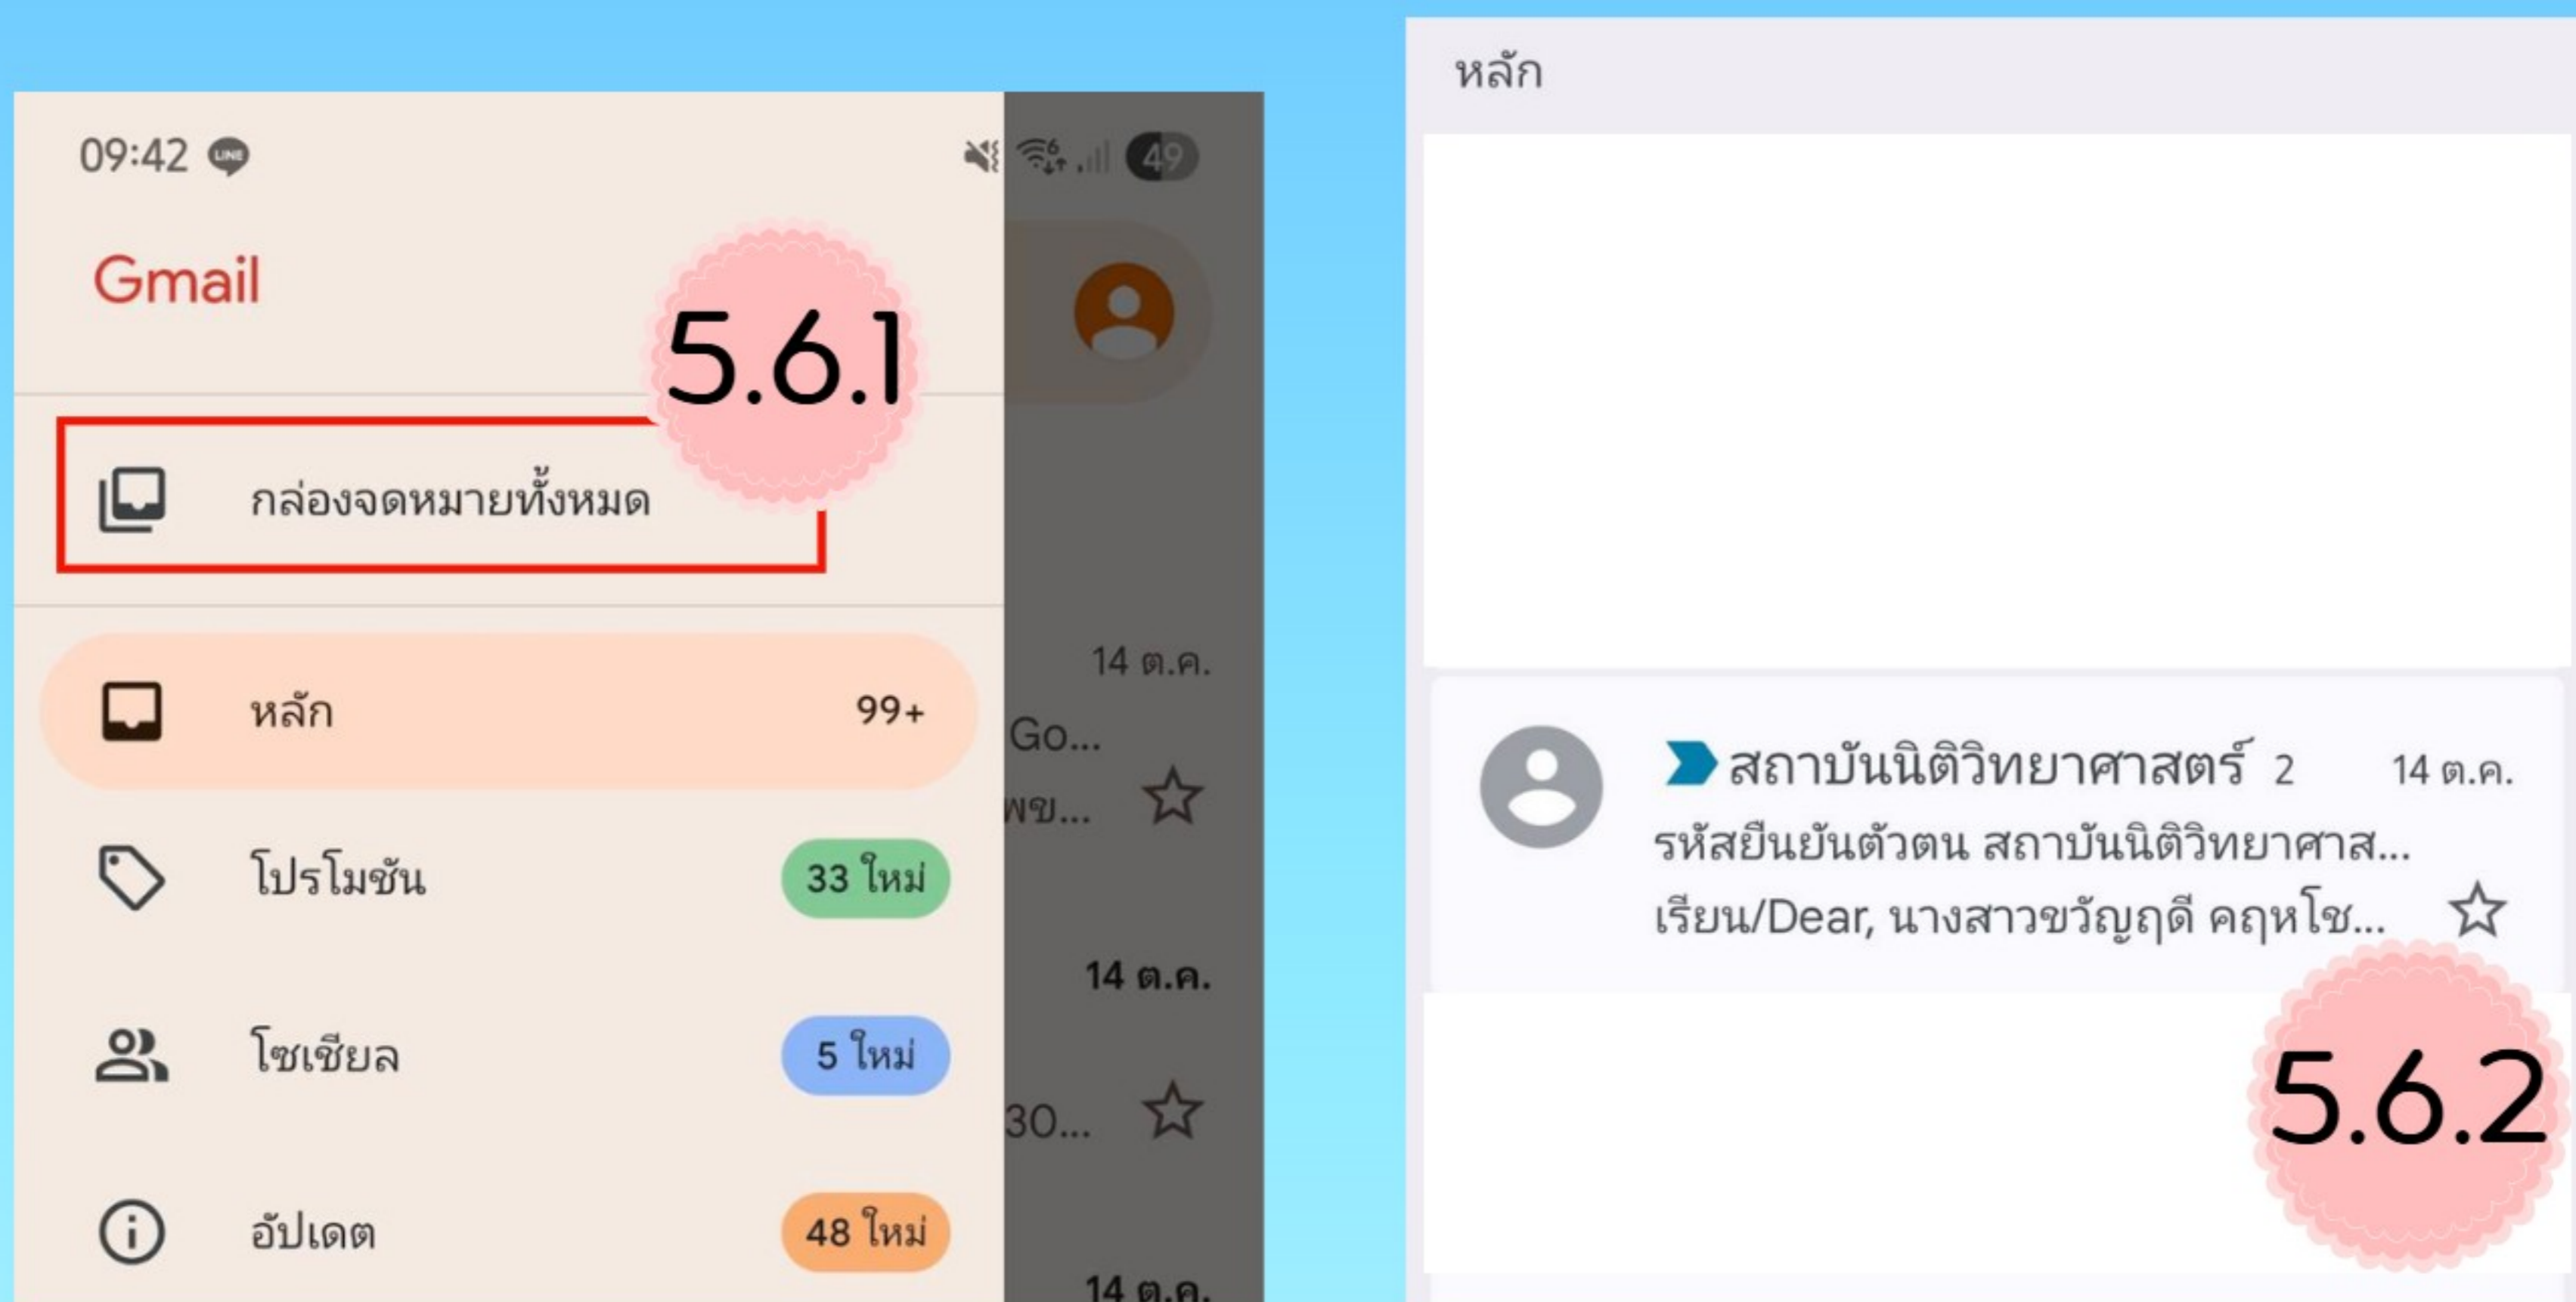 09:42 LINE 6 49
Gmail
5.6.1
กล่องจดหมายทั้งหมด
หลัก 99+
โปรโมชัน 33 ใหม่
โซเชียล 5 ใหม่
อัปเดต 48 ใหม่
14 ต.ค.
Go...
พข...
14 ต.ค.
30...
14 ต.ค.
หลัก
สถาบันนิติวิทยาศาสตร์ 2 14 ต.ค.
รหัสยืนยันตัวตน สถาบันนิติวิทยาศาส...
เรียน/Dear, นางสาวขวัญฤดี คฤหโช...
5.6.2